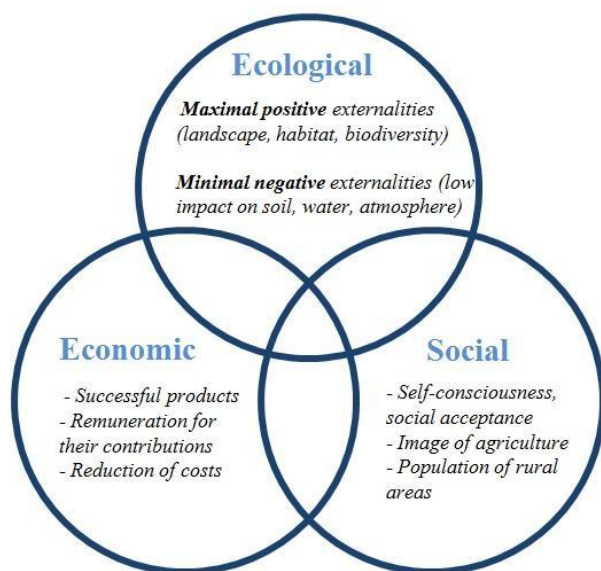 Ecological
Maximal positive externalities
(landscape, habitat, biodiversity)
Minimal negative externalities (low
impact on soil, water, atmosphere)
Economic
- Successful products
- Remuneration for
their contributions
- Reduction of costs
Social
- Self-consciousness,
social acceptance
- Image of agriculture
- Population of rural
areas